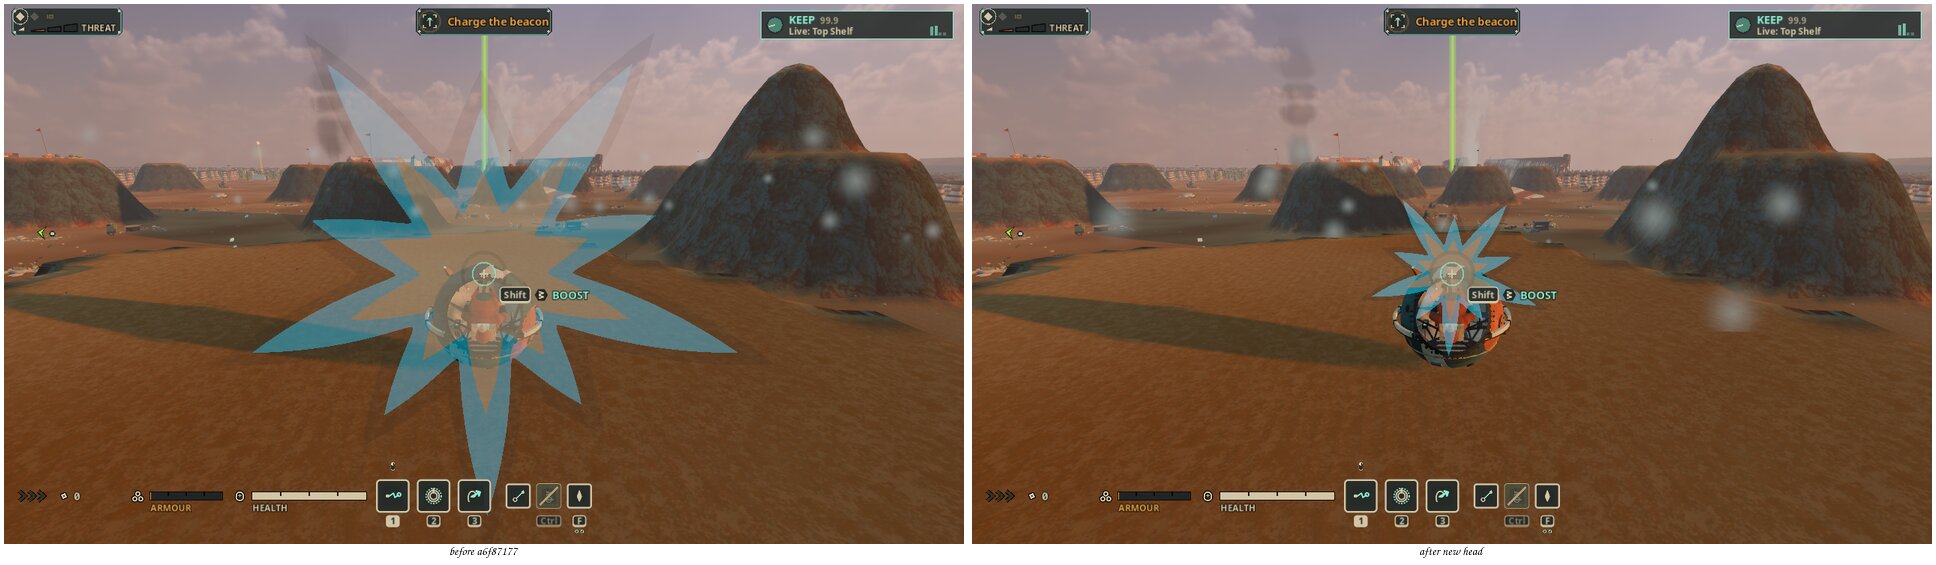 THREAT
Charge the beacon
KEEP 99.9
Live: Top Shelf
Shift BOOST
0
ARMOUR
HEALTH
1
2
3
Ctrl
F
before a6f87177
THREAT
Charge the beacon
KEEP 99.9
Live: Top Shelf
Shift BOOST
0
ARMOUR
HEALTH
1
2
3
Ctrl
F
after new head